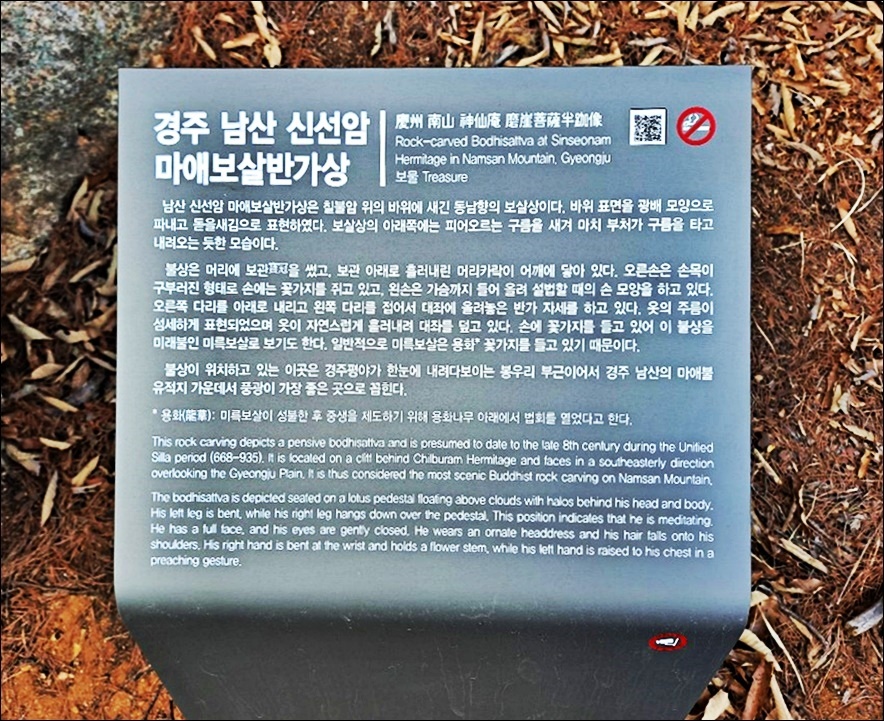 경주 남산 신선암
마애보살반가상
慶州 南山 神仙庵 磨崖菩薩半跏像
Rock-carved Bodhisattva at Sinseonam
Hermitage in Namsan Mountain, Gyeongju
보물 Treasure
남산 신선암 마애보살반가상은 칠불암 위의 바위에 새긴 동남향의 보살상이다. 바위 표면을 광배 모양으로
파내고 돋을새김으로 표현하였다. 보살상의 아래쪽에는 피어오르는 구름을 새겨 마치 부처가 구름을 타고
내려오는 듯한 모습이다.
불상은 머리에 보관寶冠을 썼고, 보관 아래로 흘러내린 머리카락이 어깨에 닿아 있다. 오른손은 손목이
구부러진 형태로 손에는 꽃가지를 쥐고 있고, 왼손은 가슴까지 들어 올려 설법할 때의 손 모양을 하고 있다.
오른쪽 다리를 아래로 내리고 왼쪽 다리를 접어서 대좌에 올려놓은 반가 자세를 하고 있다. 옷의 주름이
섬세하게 표현되었으며 옷이 자연스럽게 흘러내려 대좌를 덮고 있다. 손에 꽃가지를 들고 있어 이 불상을
미래불인 미륵보살로 보기도 한다. 일반적으로 미륵보살은 용화* 꽃가지를 들고 있기 때문이다.
불상이 위치하고 있는 이곳은 경주평야가 한눈에 내려다보이는 봉우리 부근이어서 경주 남산의 마애불
유적지 가운데서 풍광이 가장 좋은 곳으로 꼽힌다.
* 용화(龍華): 미륵보살이 성불한 후 중생을 제도하기 위해 용화나무 아래에서 법회를 열었다고 한다.
This rock carving depicts a pensive bodhisattva and is presumed to date to the late 8th century during the Unified
Silla period (668–935). It is located on a cliff behind Chilburam Hermitage and faces in a southeasterly direction
overlooking the Gyeongju Plain. It is thus considered the most scenic Buddhist rock carving on Namsan Mountain.
The bodhisattva is depicted seated on a lotus pedestal floating above clouds with halos behind his head and body.
His left leg is bent, while his right leg hangs down over the pedestal. This position indicates that he is meditating.
He has a full face, and his eyes are gently closed. He wears an ornate headdress and his hair falls onto his
shoulders. His right hand is bent at the wrist and holds a flower stem, while his left hand is raised to his chest in a
preaching gesture.